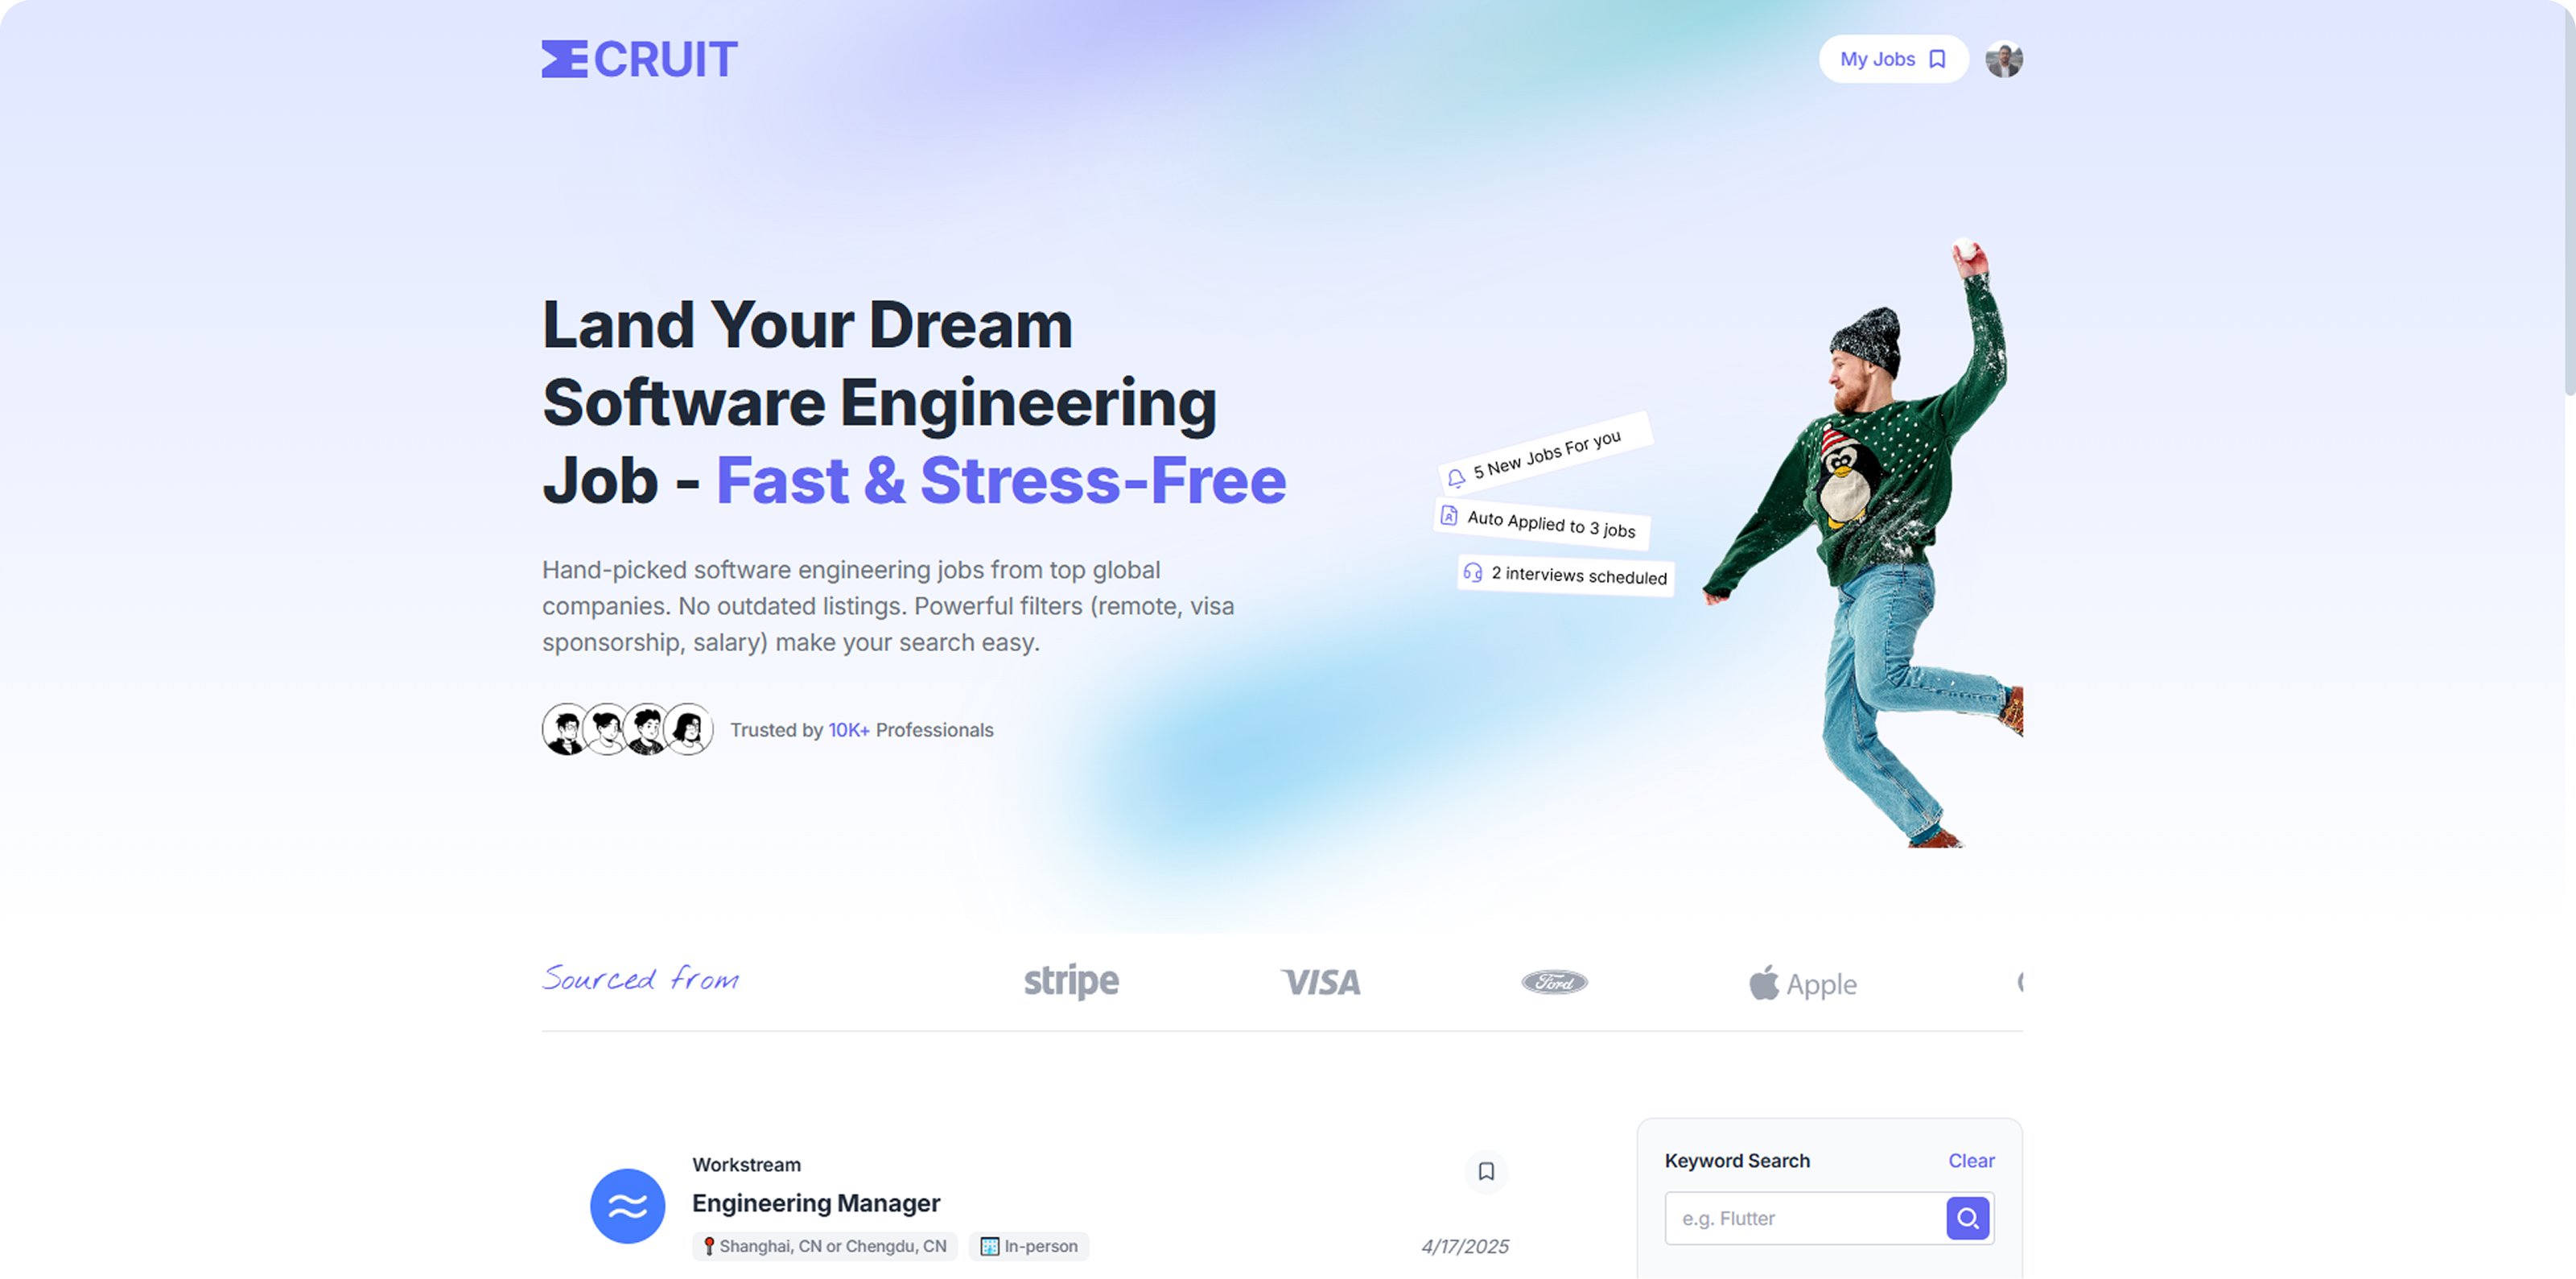 ECRUIT
My Jobs
Land Your Dream
Software Engineering
Job - Fast & Stress-Free
Hand-picked software engineering jobs from top global
companies. No outdated listings. Powerful filters (remote, visa
sponsorship, salary) make your search easy.
Trusted by 10K+ Professionals
5 New Jobs For you
Auto Applied to 3 jobs
2 interviews scheduled
Sourced from
stripe
VISA
Ford
Apple
Workstream
Engineering Manager
Shanghai, CN or Chengdu, CN
In-person
4/17/2025
Keyword Search
Clear
e.g. Flutter